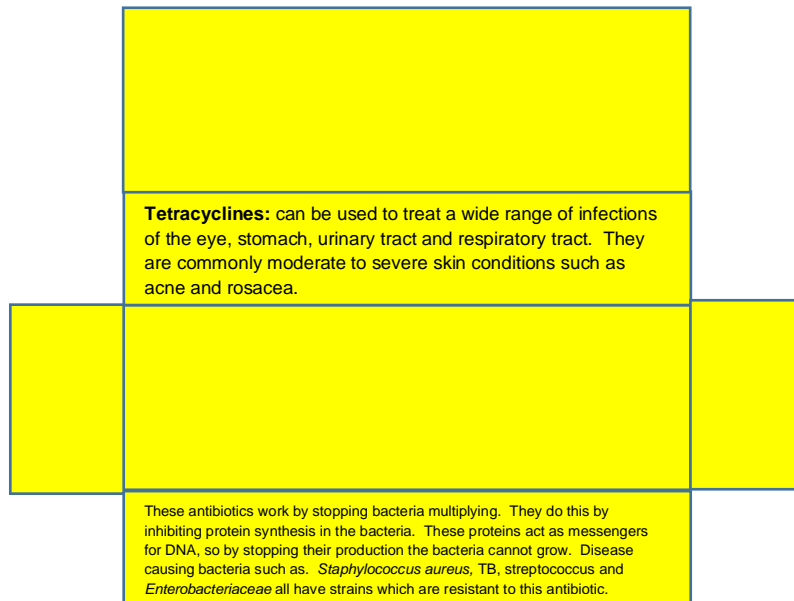 Tetracyclines: can be used to treat a wide range of infections
of the eye, stomach, urinary tract and respiratory tract.  They
are commonly moderate to severe skin conditions such as
acne and rosacea.
These antibiotics work by stopping bacteria multiplying.  They do this by
inhibiting protein synthesis in the bacteria.  These proteins act as messengers
for DNA, so by stopping their production the bacteria cannot grow.  Disease
causing bacteria such as.  Staphylococcus aureus, TB, streptococcus and
Enterobacteriaceae all have strains which are resistant to this antibiotic.